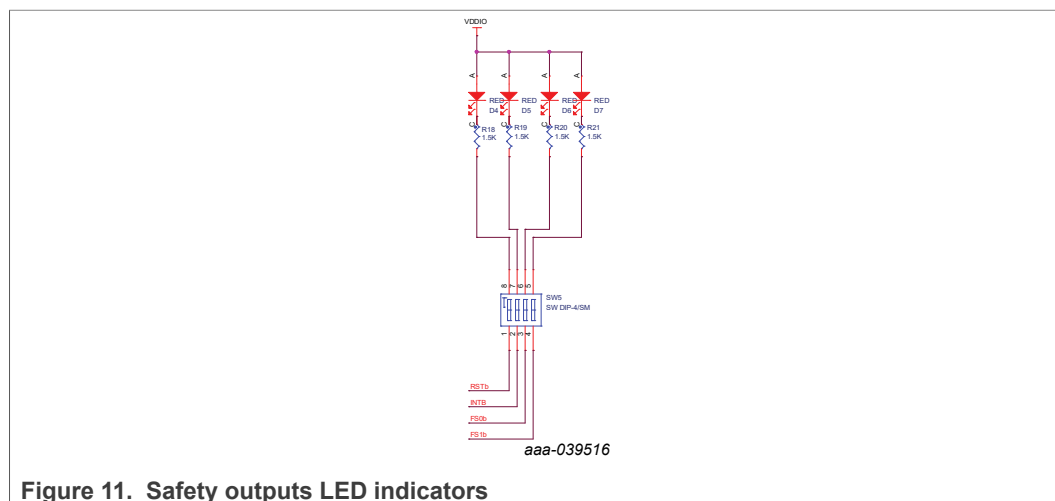 VDDIO
A A A A
RED RED RED RED
D4 D5 D6 D7
C C C C
R18 R19 R20 R21
1.5K 1.5K 1.5K 1.5K
8 7 6 5
SW5
SW DIP-4/SM
1 2 3 4
RSTb
INTB
FS0b
FS1b
aaa-039516
Figure 11. Safety outputs LED indicators